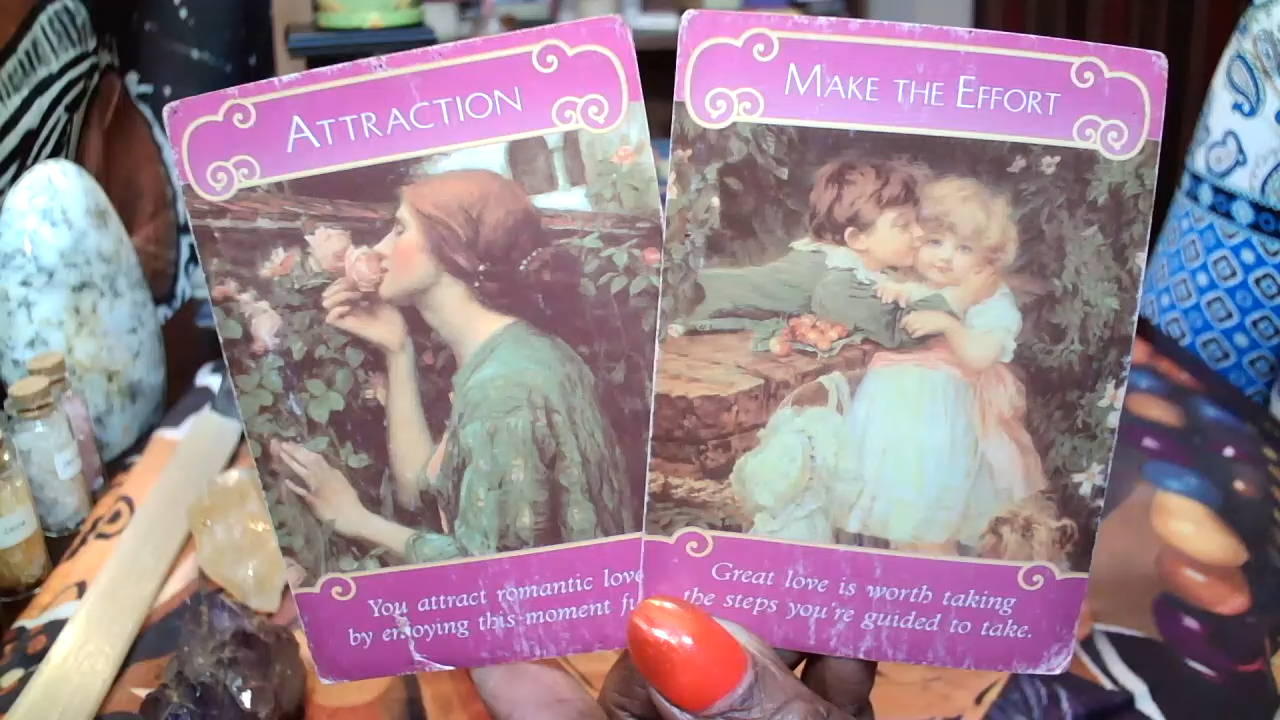 ATTRACTION
You attract romantic love
by enjoying this moment
MAKE THE EFFORT
Great love is worth taking
the steps you're guided to take.